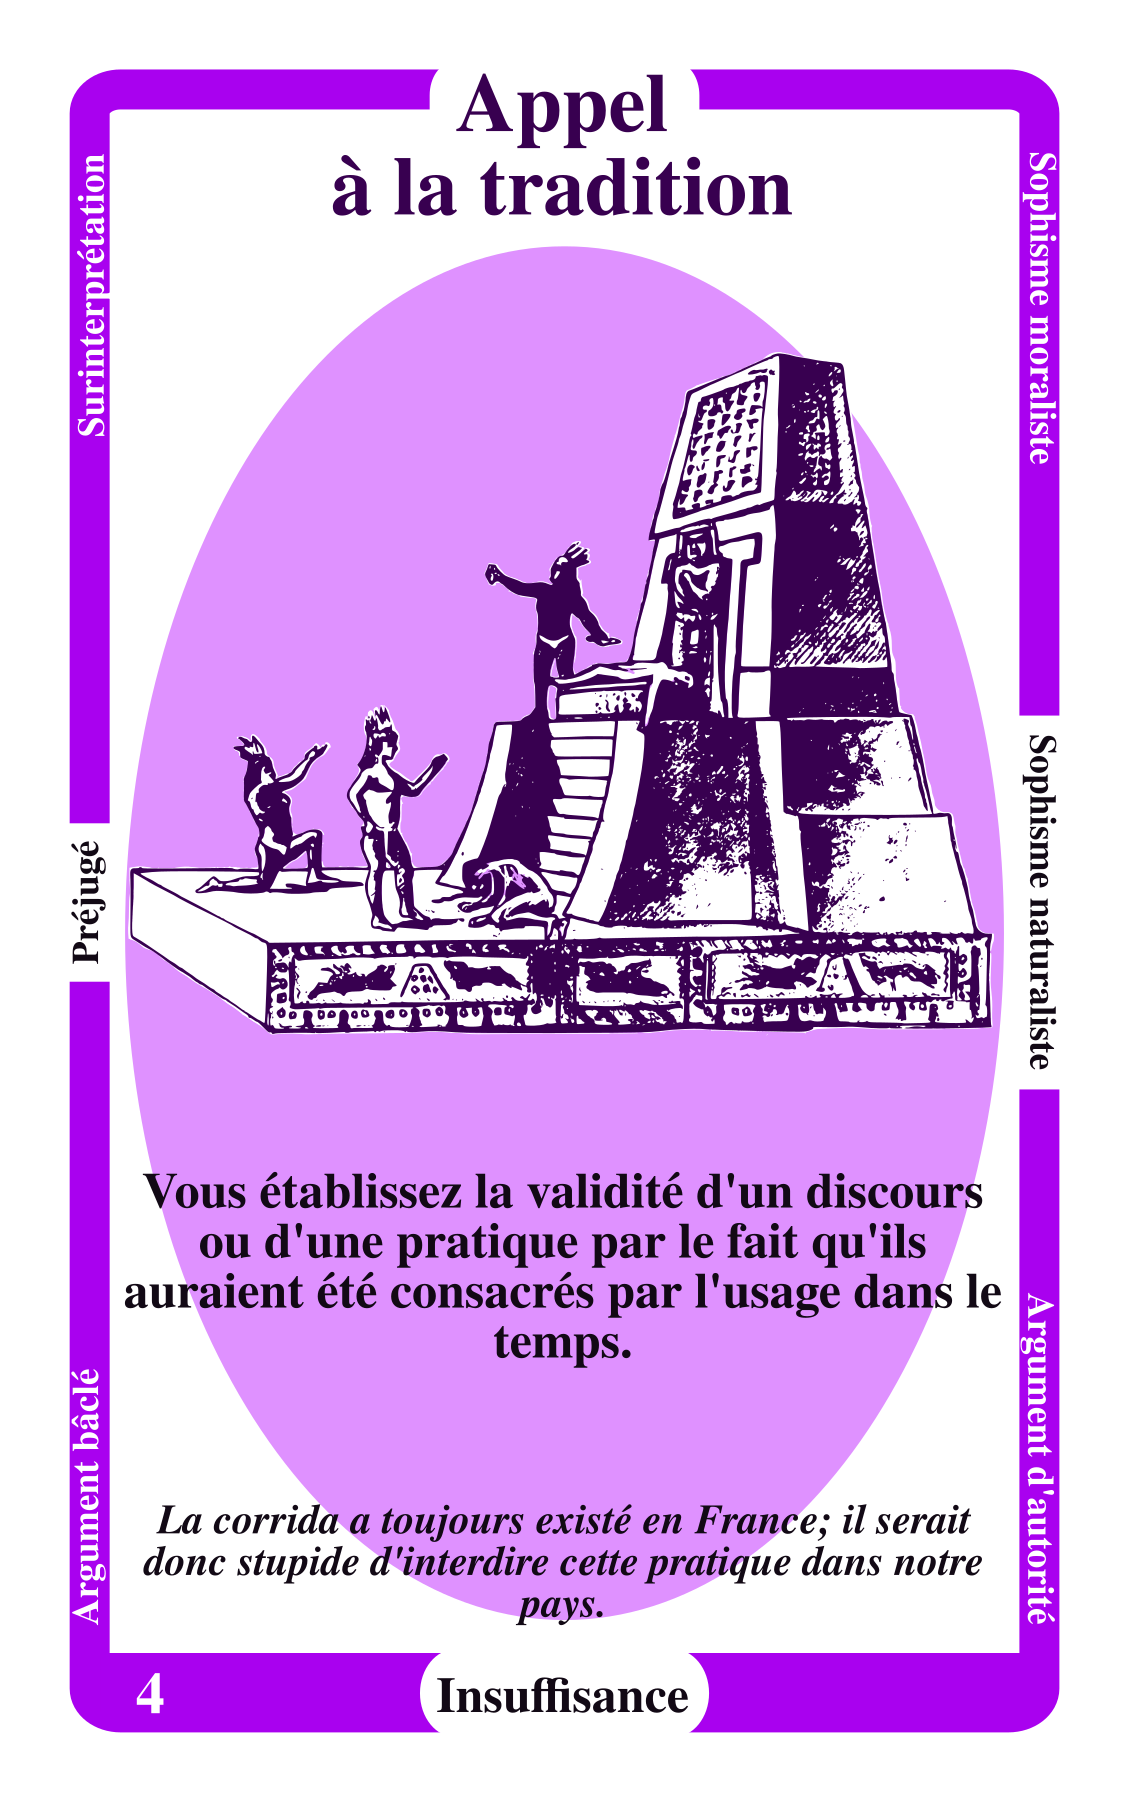 Appel
à la tradition
Surinterprétation
Préjugé
Argument bâclé
Sophisme moraliste
Sophisme naturaliste
Argument d'autorité
Vous établissez la validité d'un discours
ou d'une pratique par le fait qu'ils
auraient été consacrés par l'usage dans le
temps.
La corrida a toujours existé en France; il serait
donc stupide d'interdire cette pratique dans notre
pays.
4
Insuffisance